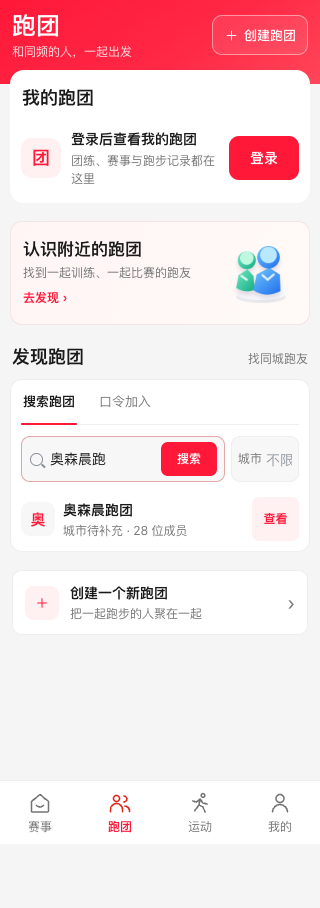 跑团
和同频的人，一起出发
＋ 创建跑团
我的跑团
团
登录后查看我的跑团
团练、赛事与跑步记录都在
这里
登录
认识附近的跑团
找到一起训练、一起比赛的跑友
去发现 ›
发现跑团
找同城跑友
搜索跑团
口令加入
奥森晨跑
搜索
城市 不限
奥
奥森晨跑团
城市待补充 · 28 位成员
查看
＋
创建一个新跑团
把一起跑步的人聚在一起
›
赛事
跑团
运动
我的